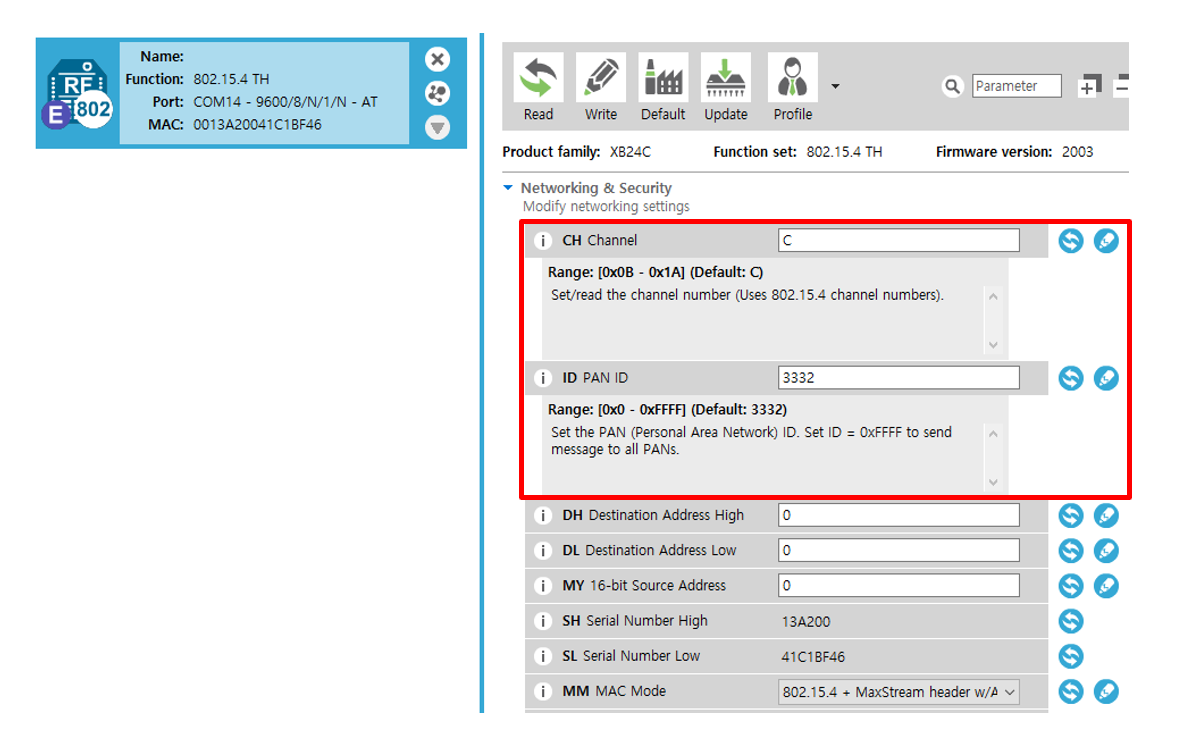 RF
E 802
Name:
Function: 802.15.4 TH
Port: COM14 - 9600/8/N/1/N - AT
MAC: 0013A20041C1BF46
Read Write Default Update Profile
Parameter
Product family: XB24C Function set: 802.15.4 TH Firmware version: 2003
Networking & Security
Modify networking settings
i CH Channel C
Range: [0x0B - 0x1A] (Default: C)
Set/read the channel number (Uses 802.15.4 channel numbers).
i ID PAN ID 3332
Range: [0x0 - 0xFFFF] (Default: 3332)
Set the PAN (Personal Area Network) ID. Set ID = 0xFFFF to send
message to all PANs.
i DH Destination Address High 0
i DL Destination Address Low 0
i MY 16-bit Source Address 0
i SH Serial Number High 13A200
i SL Serial Number Low 41C1BF46
i MM MAC Mode 802.15.4 + MaxStream header w/A